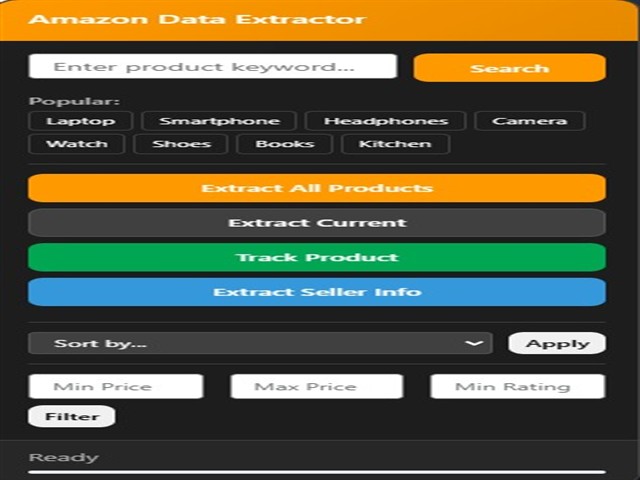 Amazon Data Extractor
Enter product keyword... Search
Popular:
Laptop Smartphone Headphones Camera
Watch Shoes Books Kitchen
Extract All Products
Extract Current
Track Product
Extract Seller Info
Sort by... Apply
Min Price Max Price Min Rating
Filter
Ready